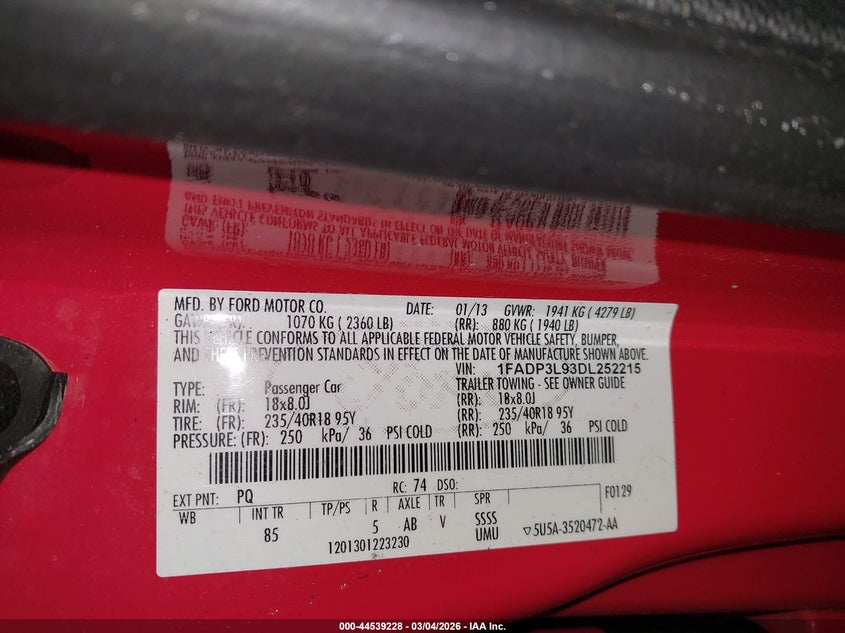 MFD. BY FORD MOTOR CO. DATE: 01/13 GVWR: 1941 KG ( 4279 LB)
1070 KG ( 2360 LB) (RR): 880 KG ( 1940 LB)
THIS VEHICLE CONFORMS TO ALL APPLICABLE FEDERAL MOTOR VEHICLE SAFETY, BUMPER,
AND THEFT PREVENTION STANDARDS IN EFFECT ON THE DATE OF MANUFACTURE SHOWN ABOVE.
VIN: 1FADP3L93DL252215
TYPE: Passenger Car TRAILER TOWING - SEE OWNER GUIDE
RIM: (FR): 18x8.0J (RR): 18x8.0J
TIRE: (FR): 235/40R18 95Y (RR): 235/40R18 95Y
PRESSURE: (FR): 250 kPa/ 36 PSI COLD (RR): 250 kPa/ 36 PSI COLD
EXT PNT: PQ RC: 74 DSO: F0129
WB INT TR TP/PS R AXLE TR SPR
85 5 AB V SSSS
UMU
1201301223230 ▽5U5A-3520472-AA
000-44539228 - 03/04/2026 - IAA Inc.